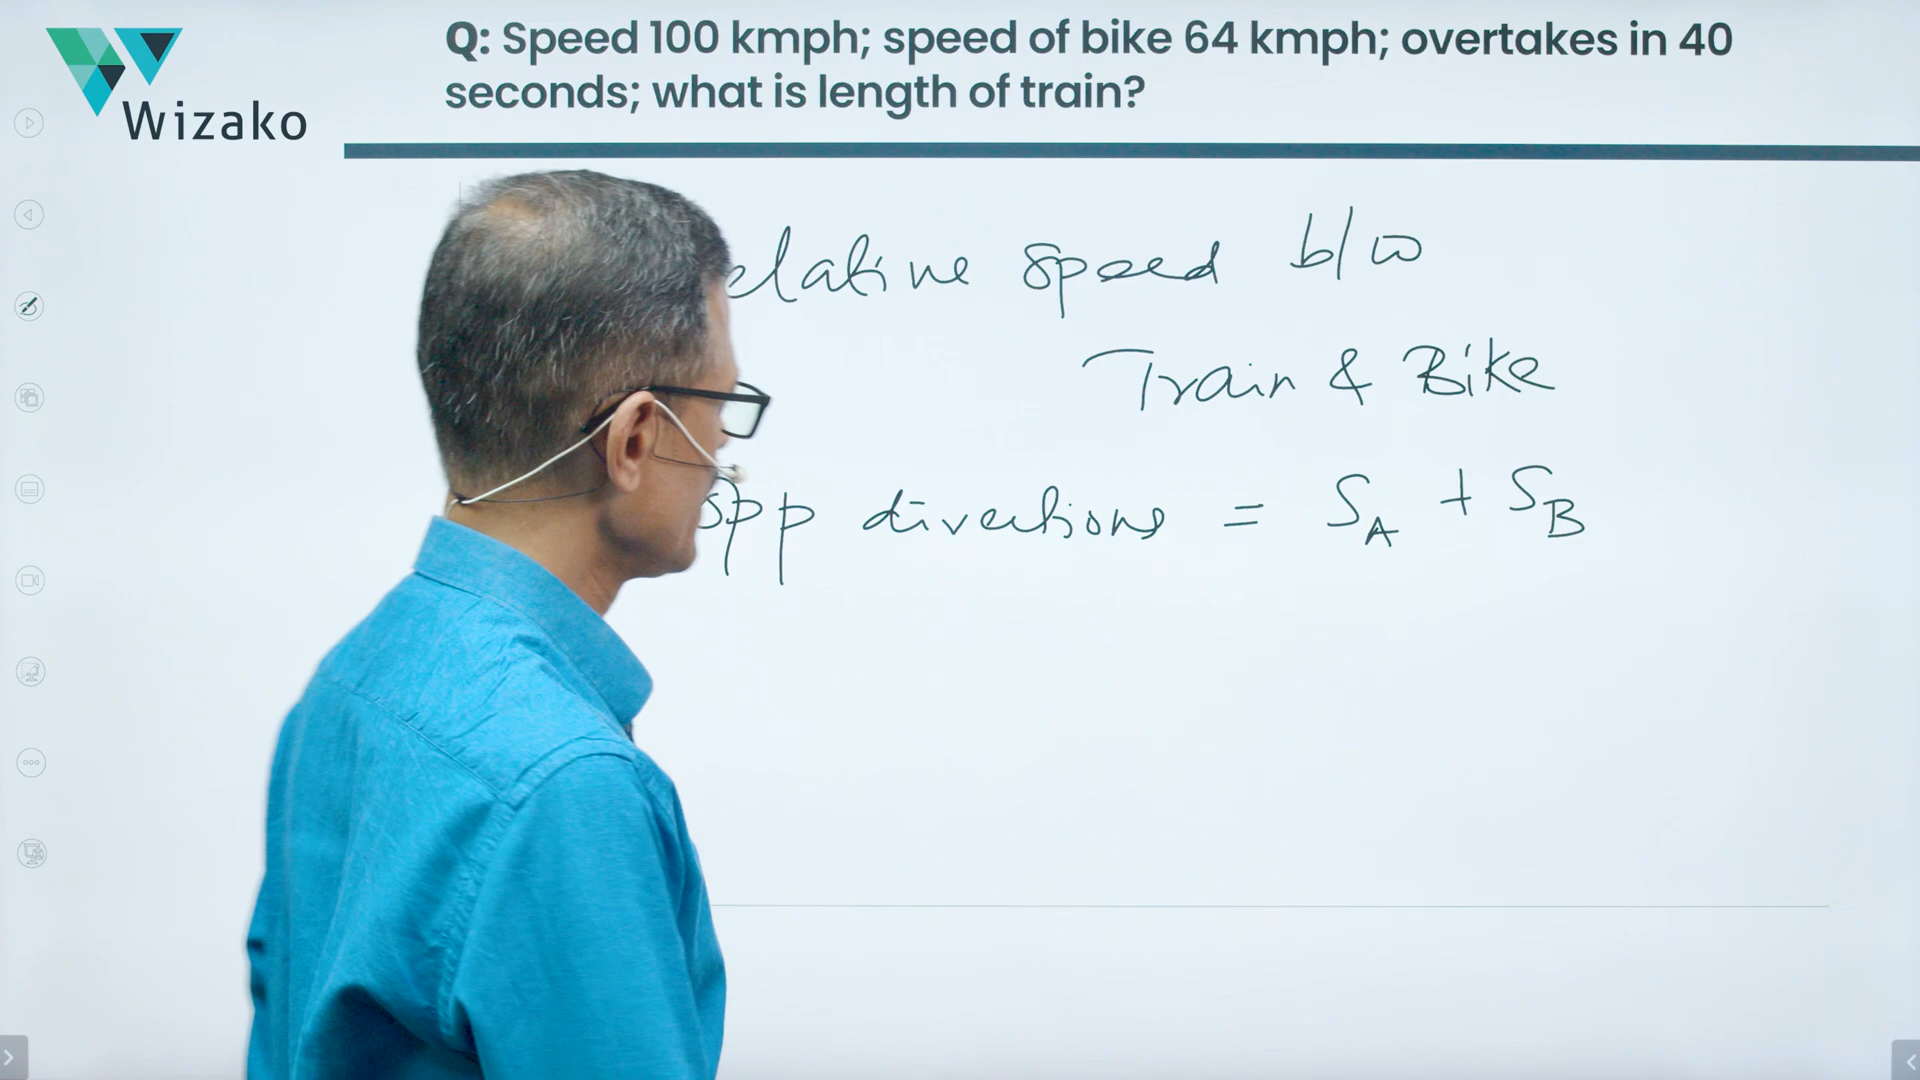 Q: Speed 100 kmph; speed of bike 64 kmph; overtakes in 40
seconds; what is length of train?
Wizako
elative speed b/w
Train & Bike
opp directions = SA + SB